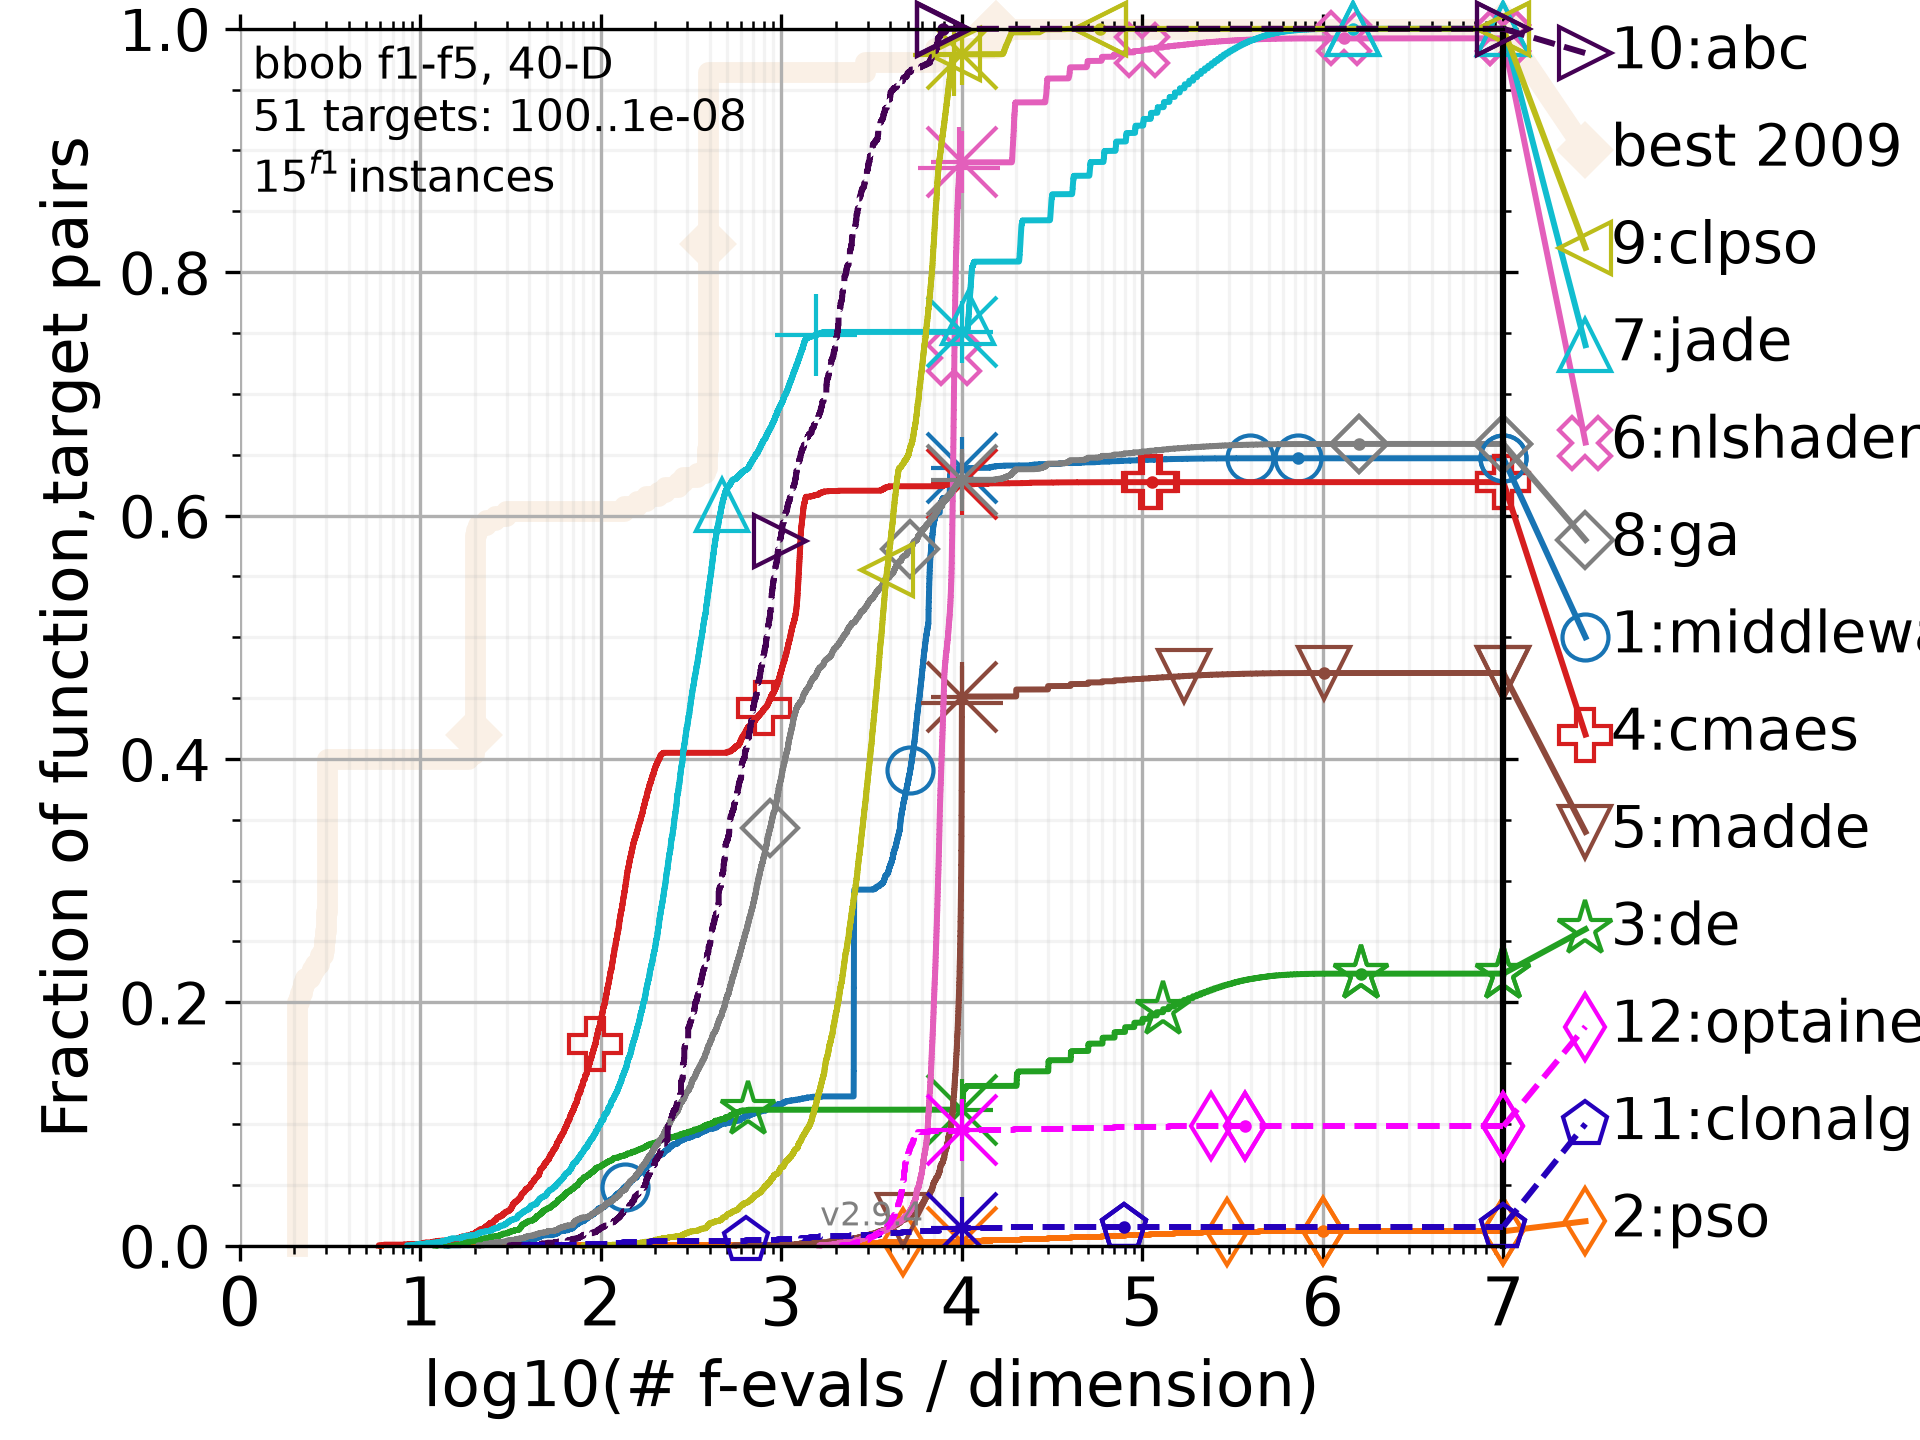 1.0
0.8
0.6
0.4
0.2
0.0
Fraction of function,target pairs
bbob f1-f5, 40-D
51 targets: 100..1e-08
15 f1 instances
v2.9.4
0 1 2 3 4 5 6 7
log10(# f-evals / dimension)
10:abc
best 2009
9:clpso
7:jade
6:nlshader
8:ga
1:middlewa
4:cmaes
5:madde
3:de
12:optaine
11:clonalg
2:pso